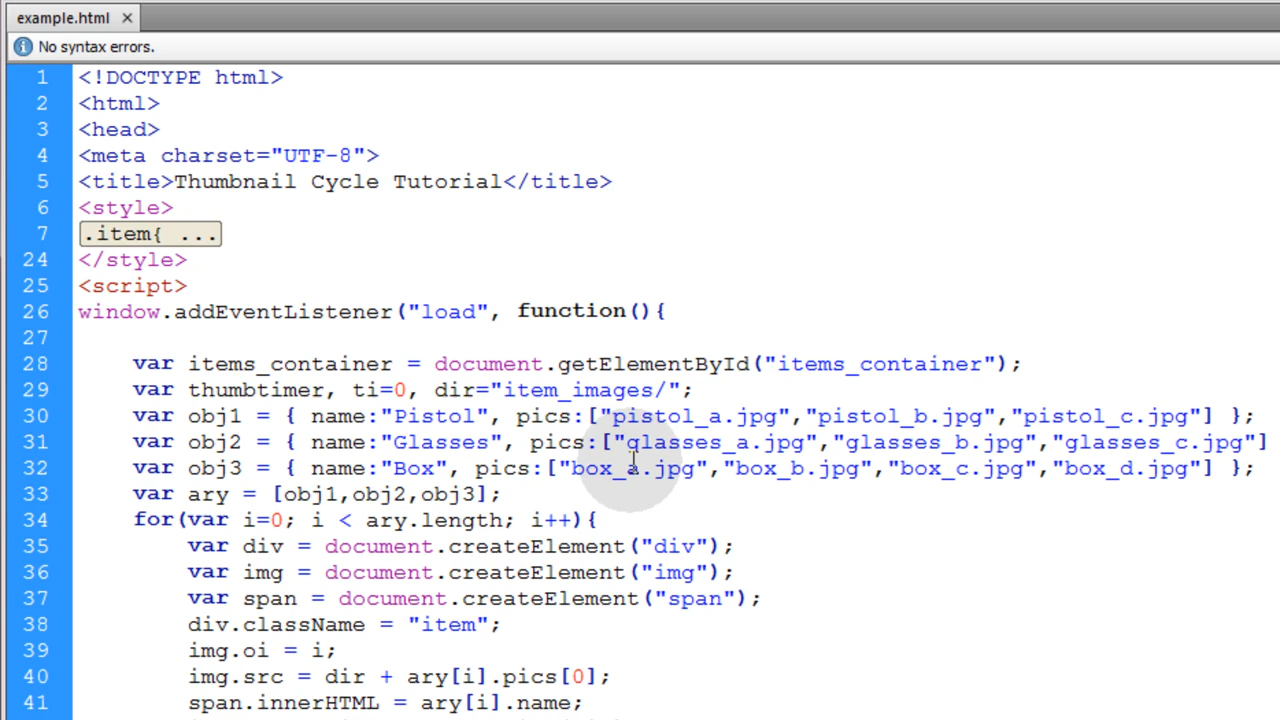 example.html ×
No syntax errors.
1 <!DOCTYPE html>
2 <html>
3 <head>
4 <meta charset="UTF-8">
5 <title>Thumbnail Cycle Tutorial</title>
6 <style>
7 .item{ ...
24 </style>
25 <script>
26 window.addEventListener("load", function(){
27
28 var items_container = document.getElementById("items_container");
29 var thumbtimer, ti=0, dir="item_images/";
30 var obj1 = { name:"Pistol", pics:["pistol_a.jpg","pistol_b.jpg","pistol_c.jpg"] };
31 var obj2 = { name:"Glasses", pics:["glasses_a.jpg","glasses_b.jpg","glasses_c.jpg"]
32 var obj3 = { name:"Box", pics:["box_a.jpg","box_b.jpg","box_c.jpg","box_d.jpg"] };
33 var ary = [obj1,obj2,obj3];
34 for(var i=0; i < ary.length; i++){
35 var div = document.createElement("div");
36 var img = document.createElement("img");
37 var span = document.createElement("span");
38 div.className = "item";
39 img.oi = i;
40 img.src = dir + ary[i].pics[0];
41 span.innerHTML = ary[i].name;